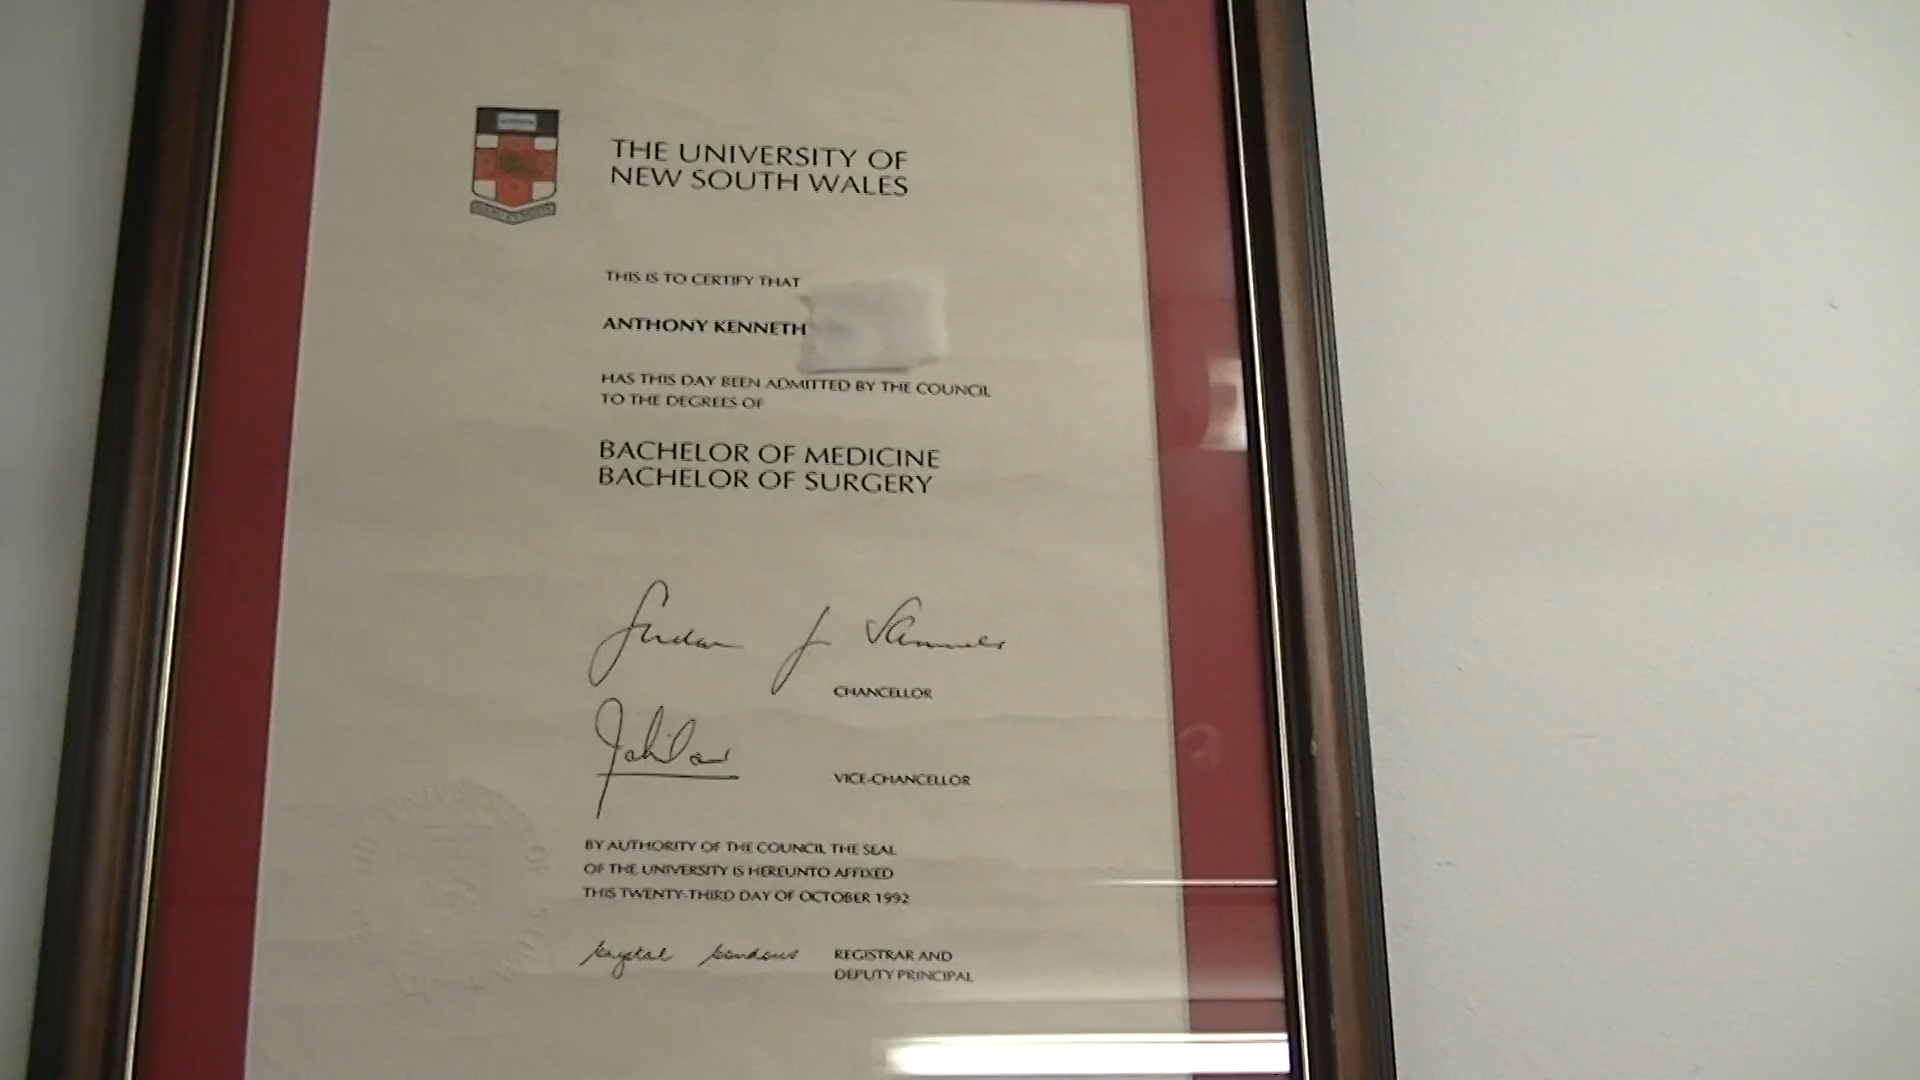 THE UNIVERSITY OF
NEW SOUTH WALES
THIS IS TO CERTIFY THAT
ANTHONY KENNETH
HAS THIS DAY BEEN ADMITTED BY THE COUNCIL
TO THE DEGREES OF
BACHELOR OF MEDICINE
BACHELOR OF SURGERY
CHANCELLOR
VICE-CHANCELLOR
BY AUTHORITY OF THE COUNCIL THE SEAL
OF THE UNIVERSITY IS HEREUNTO AFFIXED
THIS TWENTY-THIRD DAY OF OCTOBER 1992
REGISTRAR AND
DEPUTY PRINCIPAL